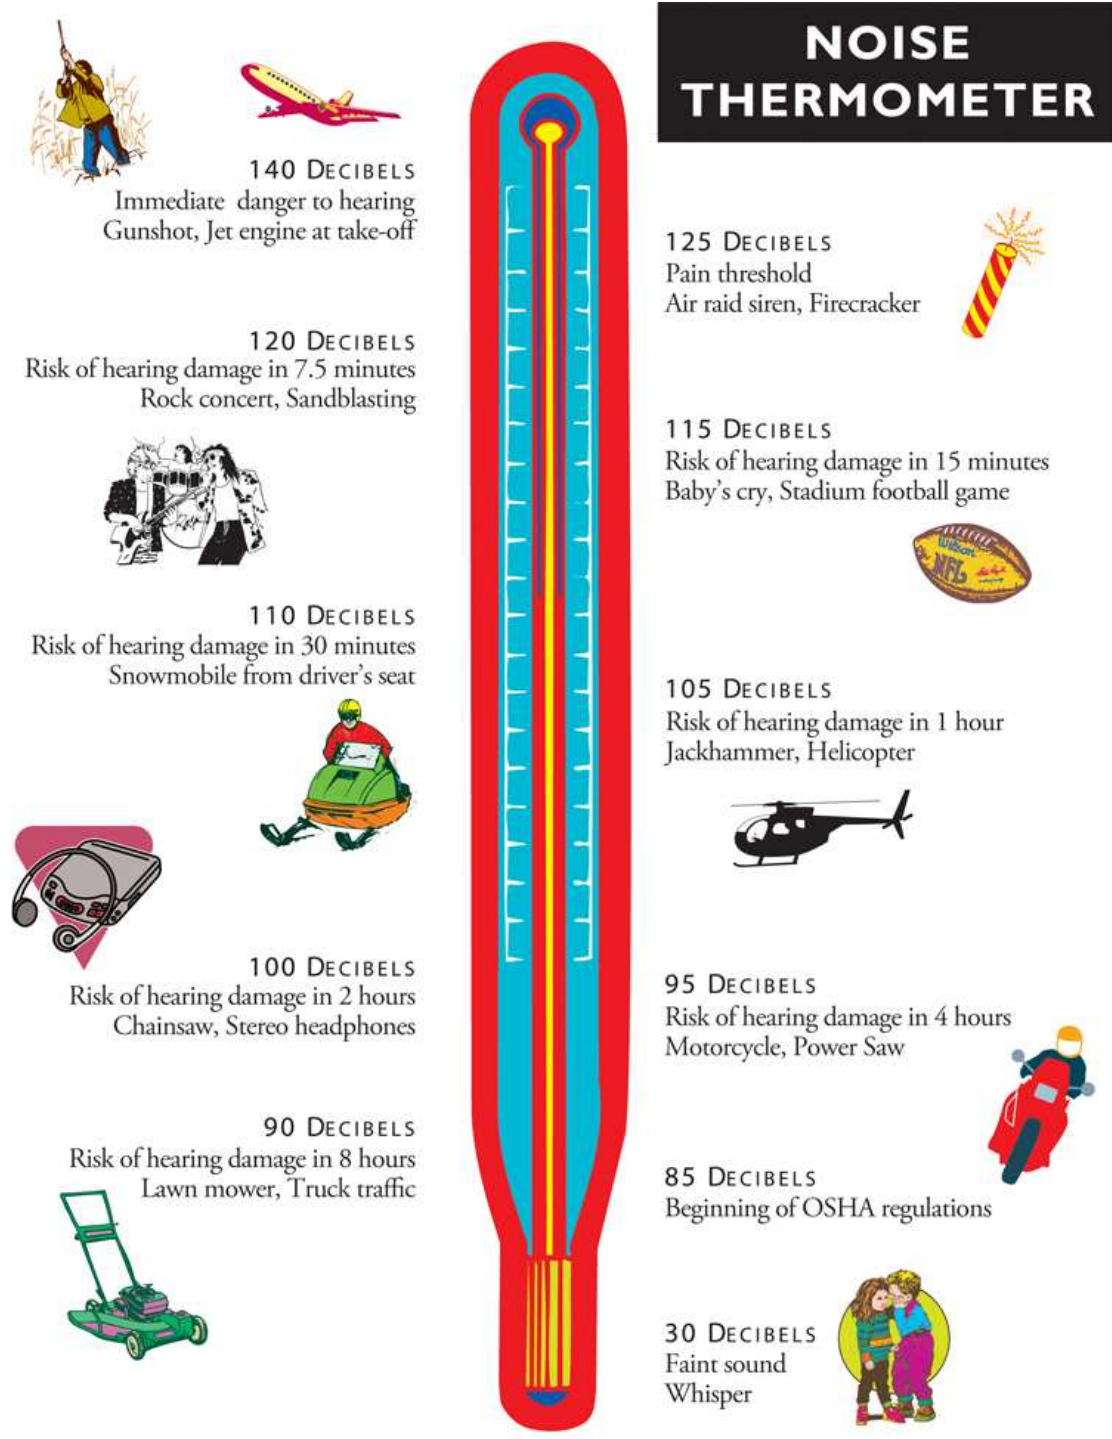 NOISE
THERMOMETER
140 DECIBELS
Immediate danger to hearing
Gunshot, Jet engine at take-off
125 DECIBELS
Pain threshold
Air raid siren, Firecracker
120 DECIBELS
Risk of hearing damage in 7.5 minutes
Rock concert, Sandblasting
115 DECIBELS
Risk of hearing damage in 15 minutes
Baby's cry, Stadium football game
Wilson
NFL
110 DECIBELS
Risk of hearing damage in 30 minutes
Snowmobile from driver's seat
105 DECIBELS
Risk of hearing damage in 1 hour
Jackhammer, Helicopter
100 DECIBELS
Risk of hearing damage in 2 hours
Chainsaw, Stereo headphones
95 DECIBELS
Risk of hearing damage in 4 hours
Motorcycle, Power Saw
90 DECIBELS
Risk of hearing damage in 8 hours
Lawn mower, Truck traffic
85 DECIBELS
Beginning of OSHA regulations
30 DECIBELS
Faint sound
Whisper